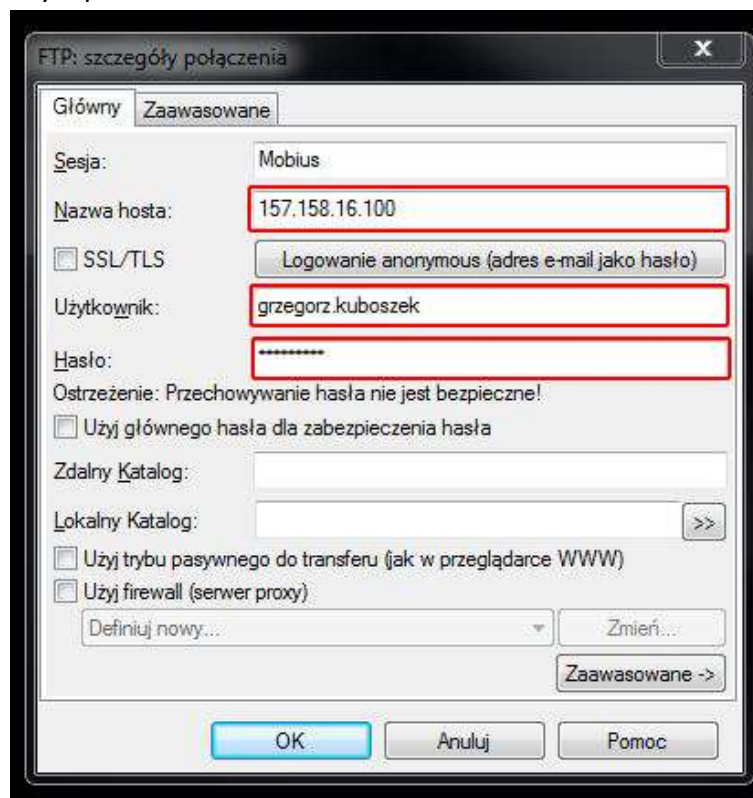 FTP: szczegóły połączenia
x
Główny Zaawasowane
Sesja: Mobius
Nazwa hosta: 157.158.16.100
SSL/TLS Logowanie anonymous (adres e-mail jako hasło)
Użytkownik: grzegorz.kuboszek
Hasło: *********
Ostrzeżenie: Przechowywanie hasła nie jest bezpieczne!
Użyj głównego hasła dla zabezpieczenia hasła
Zdalny Katalog:
Lokalny Katalog: >>
Użyj trybu pasywnego do transferu (jak w przeglądarce WWW)
Użyj firewall (serwer proxy)
Definiuj nowy... Zmień...
Zaawasowane ->
OK Anuluj Pomoc